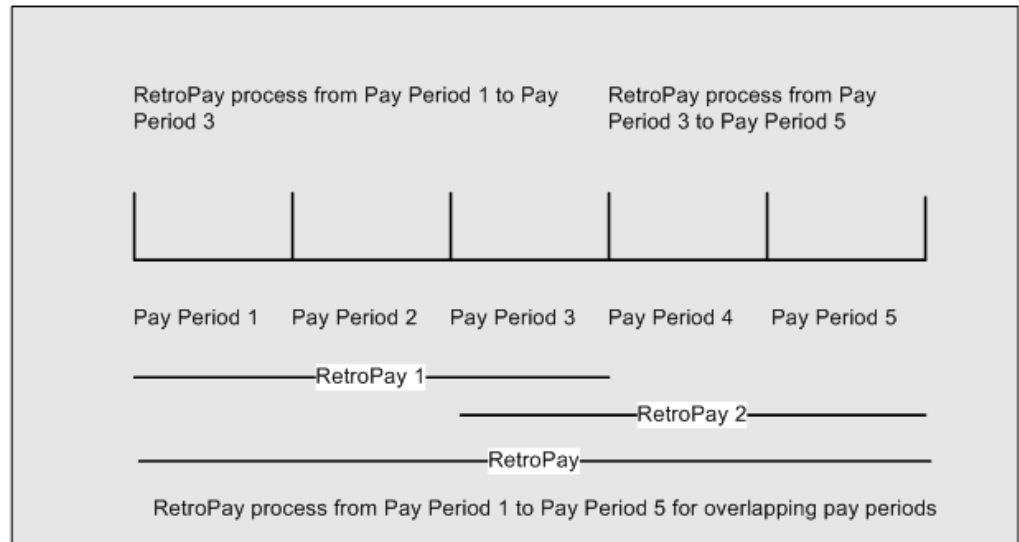 RetroPay process from Pay Period 1 to Pay
Period 3
RetroPay process from Pay
Period 3 to Pay Period 5
Pay Period 1
Pay Period 2
Pay Period 3
Pay Period 4
Pay Period 5
RetroPay 1
RetroPay 2
RetroPay
RetroPay process from Pay Period 1 to Pay Period 5 for overlapping pay periods